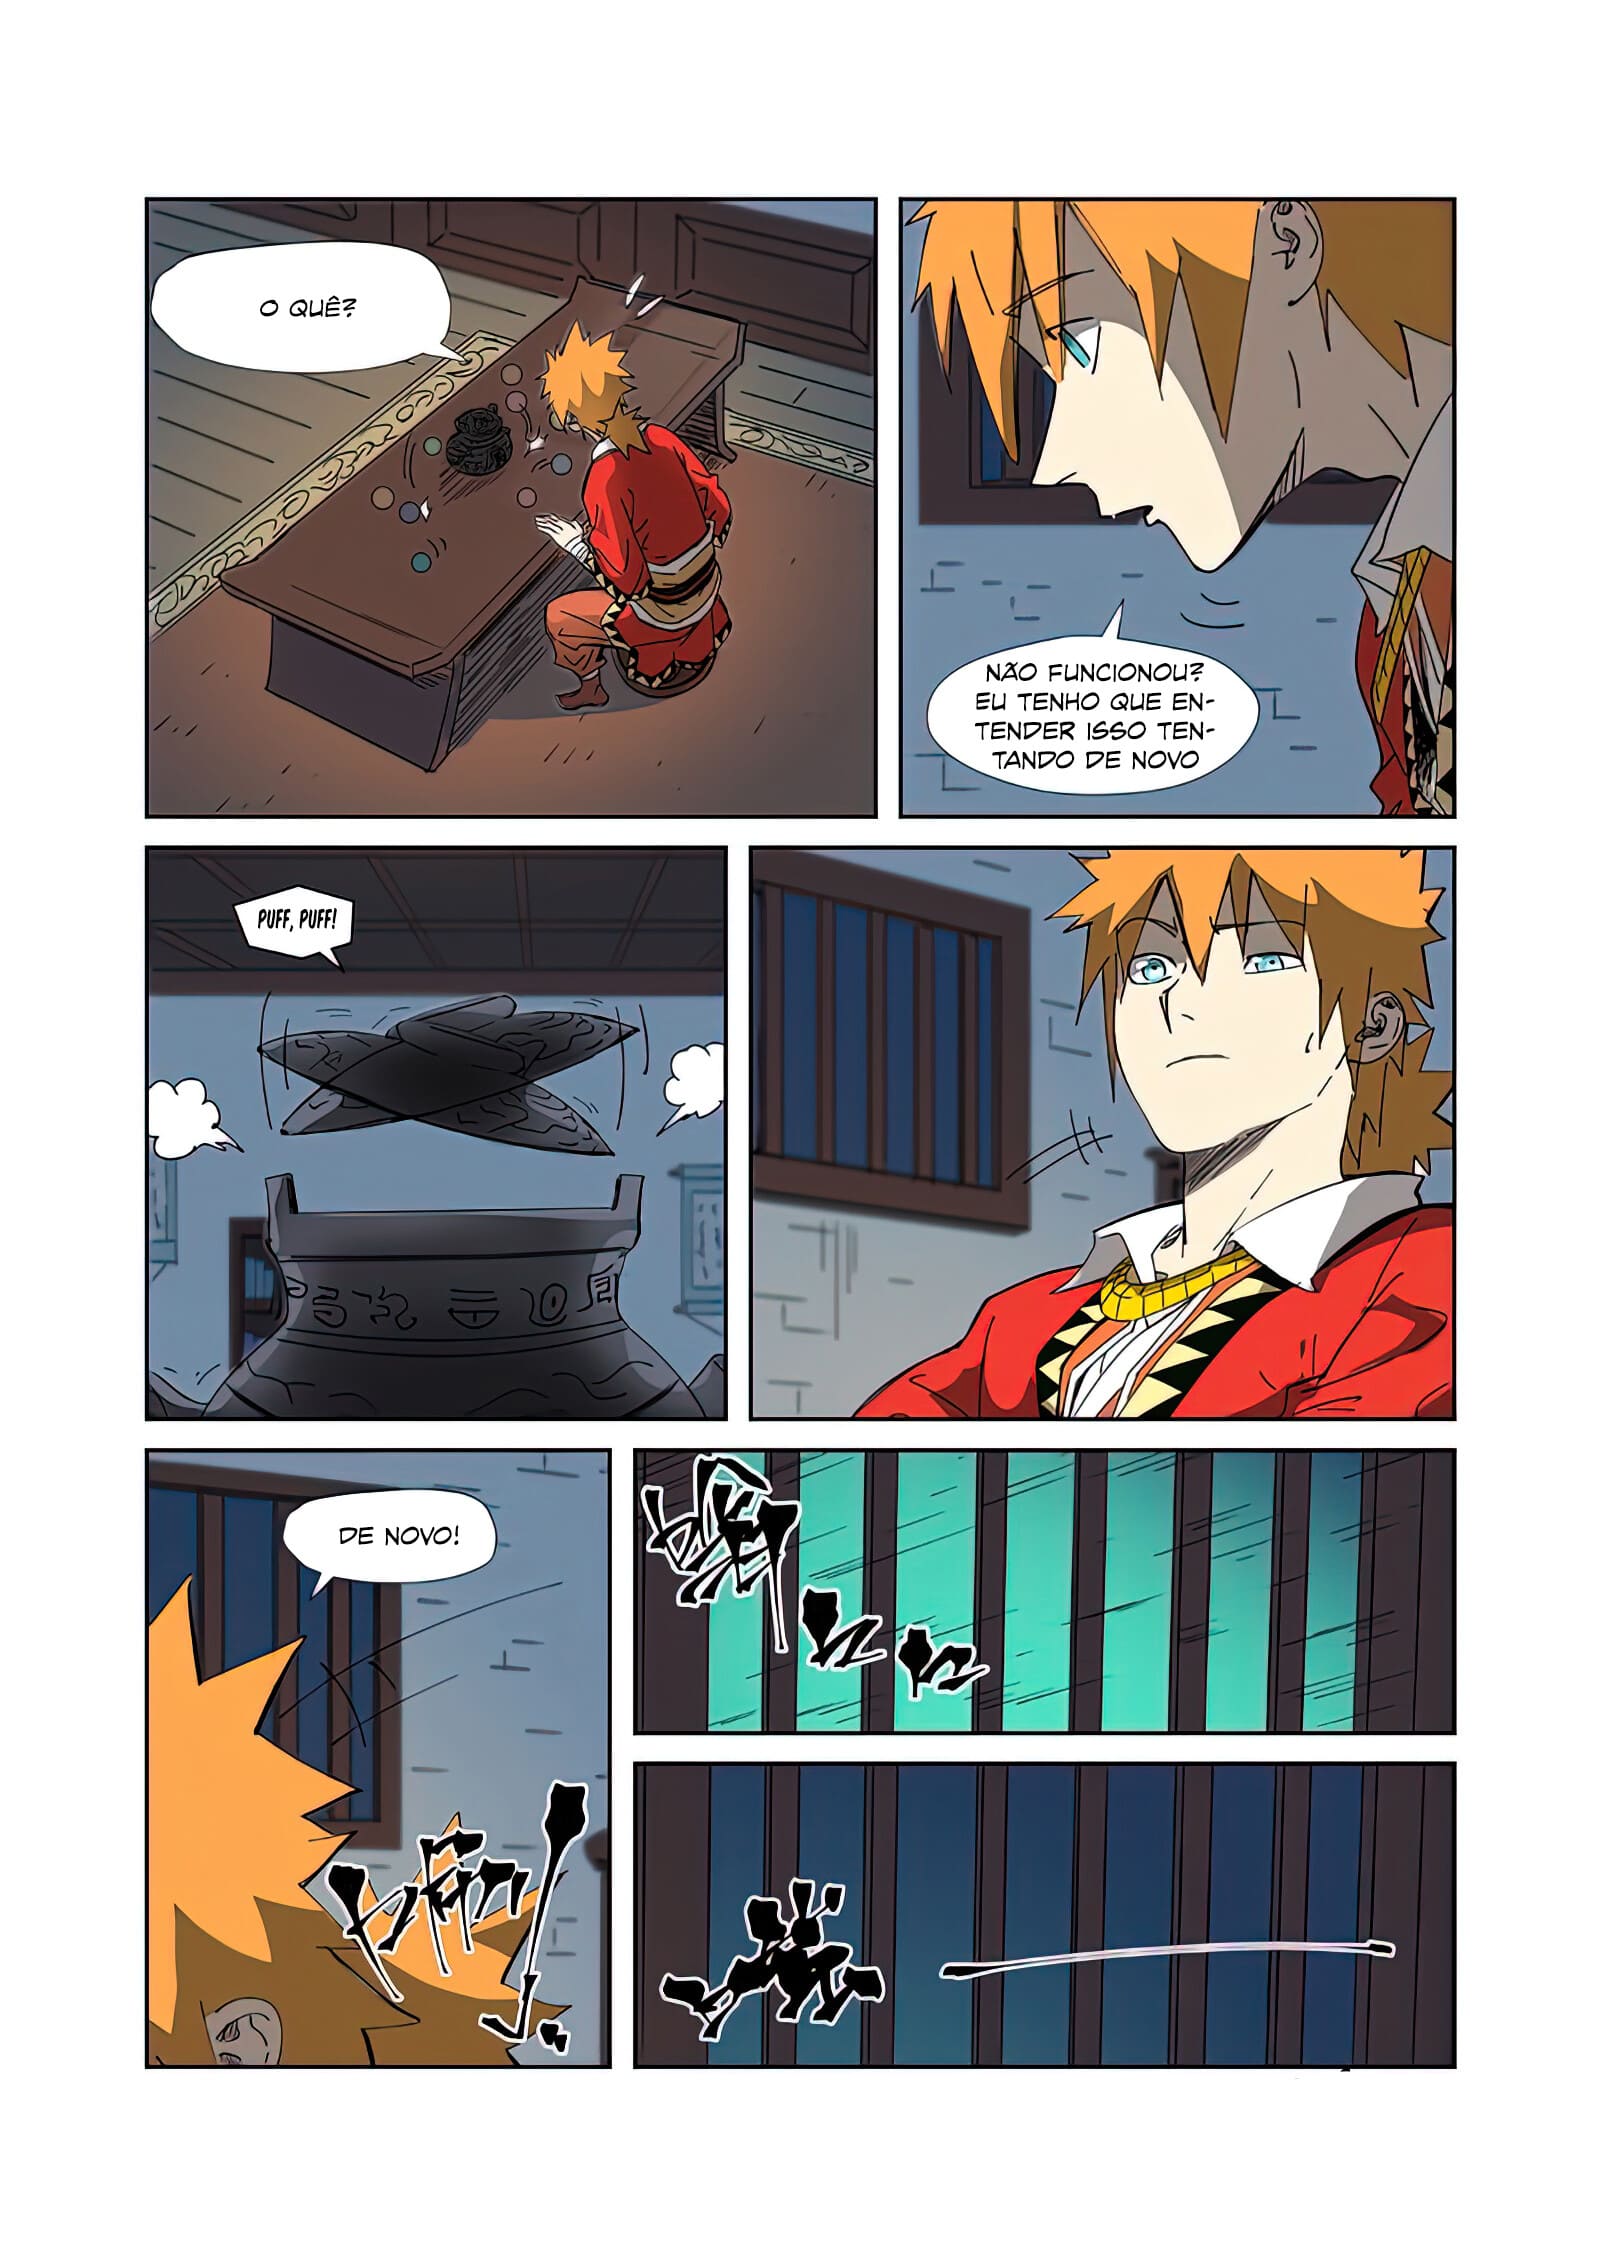 O QUÊ?
NÃO FUNCIONOU?
EU TENHO QUE EN-
TENDER ISSO TEN-
TANDO DE NOVO
PUFF, PUFF!
DE NOVO!